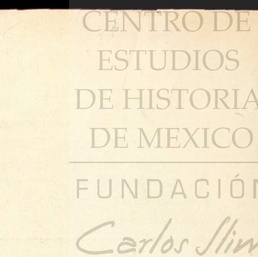 CENTRO DE
ESTUDIOS
DE HISTORIA
DE MEXICO
FUNDACIÓN
Carlos Slim